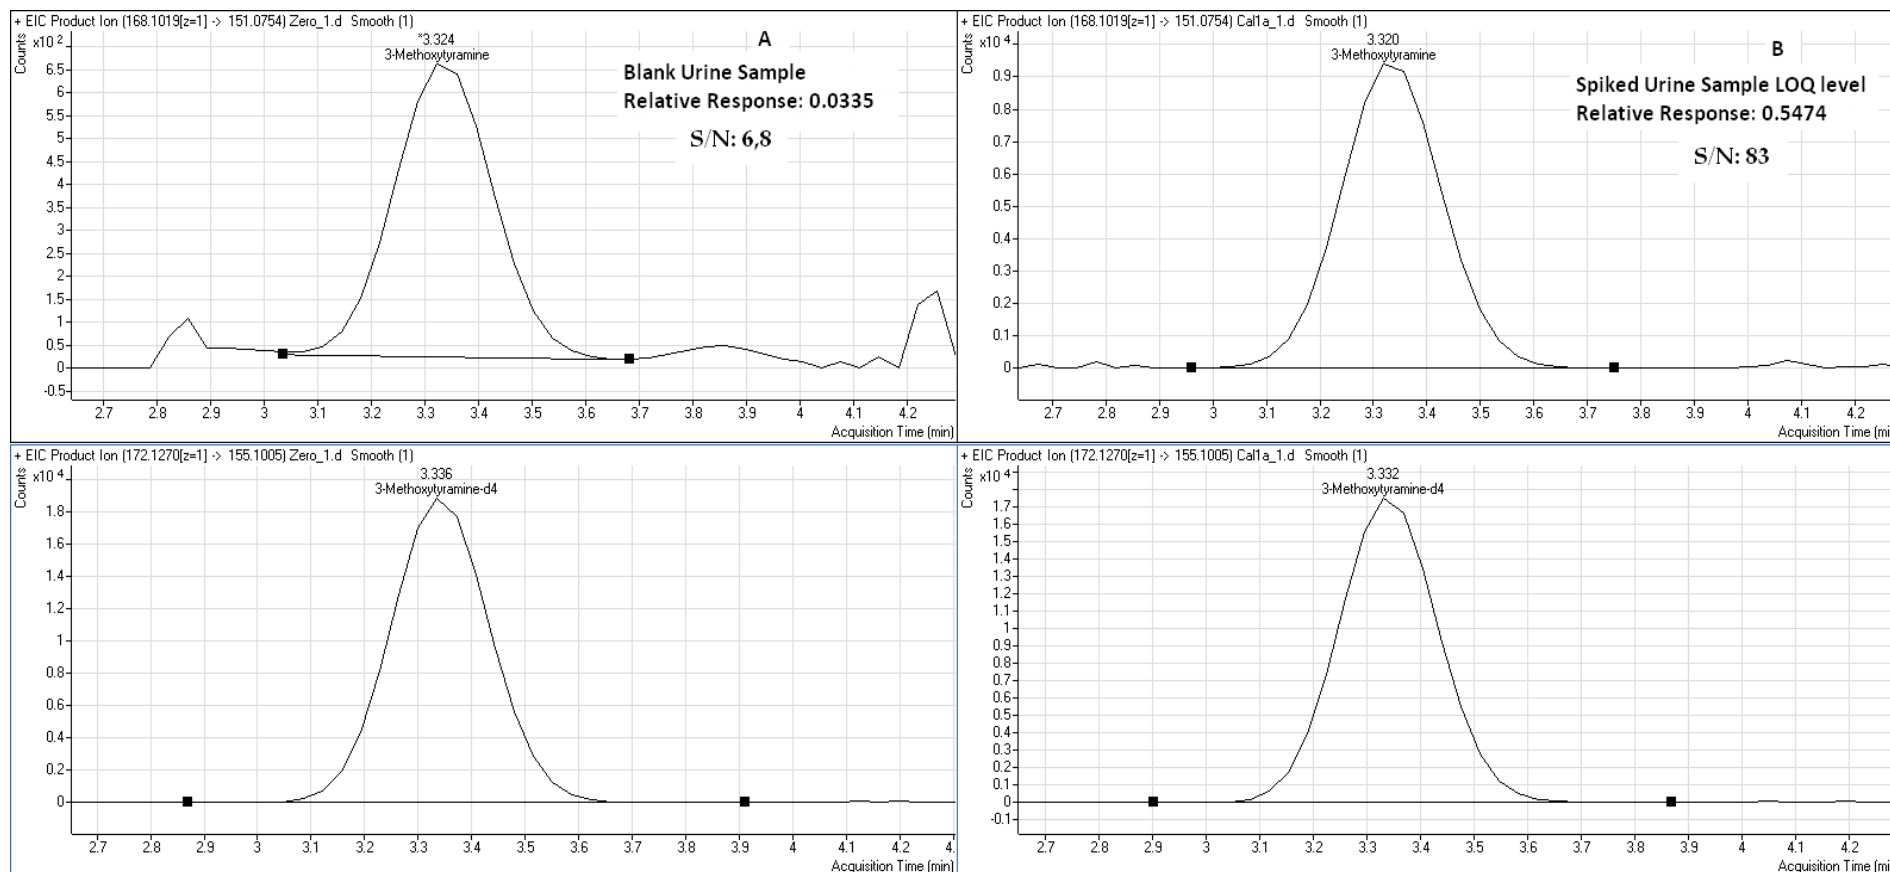 + EIC Product Ion (168.1019[z=1] -> 151.0754) Zero_1.d Smooth (1)
Counts
x10 2
*3.324
3-Methoxytyramine
A
Blank Urine Sample
Relative Response: 0.0335
S/N: 6,8
6.5
6
5.5
5
4.5
4
3.5
3
2.5
2
1.5
1
0.5
0
-0.5
2.7 2.8 2.9 3 3.1 3.2 3.3 3.4 3.5 3.6 3.7 3.8 3.9 4 4.1 4.2
Acquisition Time (min)
+ EIC Product Ion (168.1019[z=1] -> 151.0754) Cal1a_1.d Smooth (1)
Counts
x10 4
3.320
3-Methoxytyramine
B
Spiked Urine Sample LOQ level
Relative Response: 0.5474
S/N: 83
0.9
0.8
0.7
0.6
0.5
0.4
0.3
0.2
0.1
0
2.7 2.8 2.9 3 3.1 3.2 3.3 3.4 3.5 3.6 3.7 3.8 3.9 4 4.1 4.2
Acquisition Time (mi
+ EIC Product Ion (172.1270[z=1] -> 155.1005) Zero_1.d Smooth (1)
Counts
x10 4
3.336
3-Methoxytyramine-d4
1.8
1.6
1.4
1.2
1
0.8
0.6
0.4
0.2
0
2.7 2.8 2.9 3 3.1 3.2 3.3 3.4 3.5 3.6 3.7 3.8 3.9 4 4.1 4.2 4.
Acquisition Time (min)
+ EIC Product Ion (172.1270[z=1] -> 155.1005) Cal1a_1.d Smooth (1)
Counts
x10 4
3.332
3-Methoxytyramine-d4
1.7
1.6
1.5
1.4
1.3
1.2
1.1
1
0.9
0.8
0.7
0.6
0.5
0.4
0.3
0.2
0.1
0
-0.1
2.7 2.8 2.9 3 3.1 3.2 3.3 3.4 3.5 3.6 3.7 3.8 3.9 4 4.1 4.2
Acquisition Time (mi